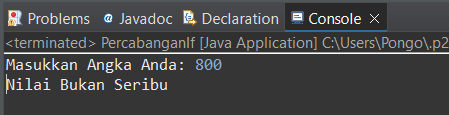 Problems Javadoc Declaration Console
<terminated> PercabanganIf [Java Application] C:\Users\Pongo\.p2
Masukkan Angka Anda: 800
Nilai Bukan Seribu